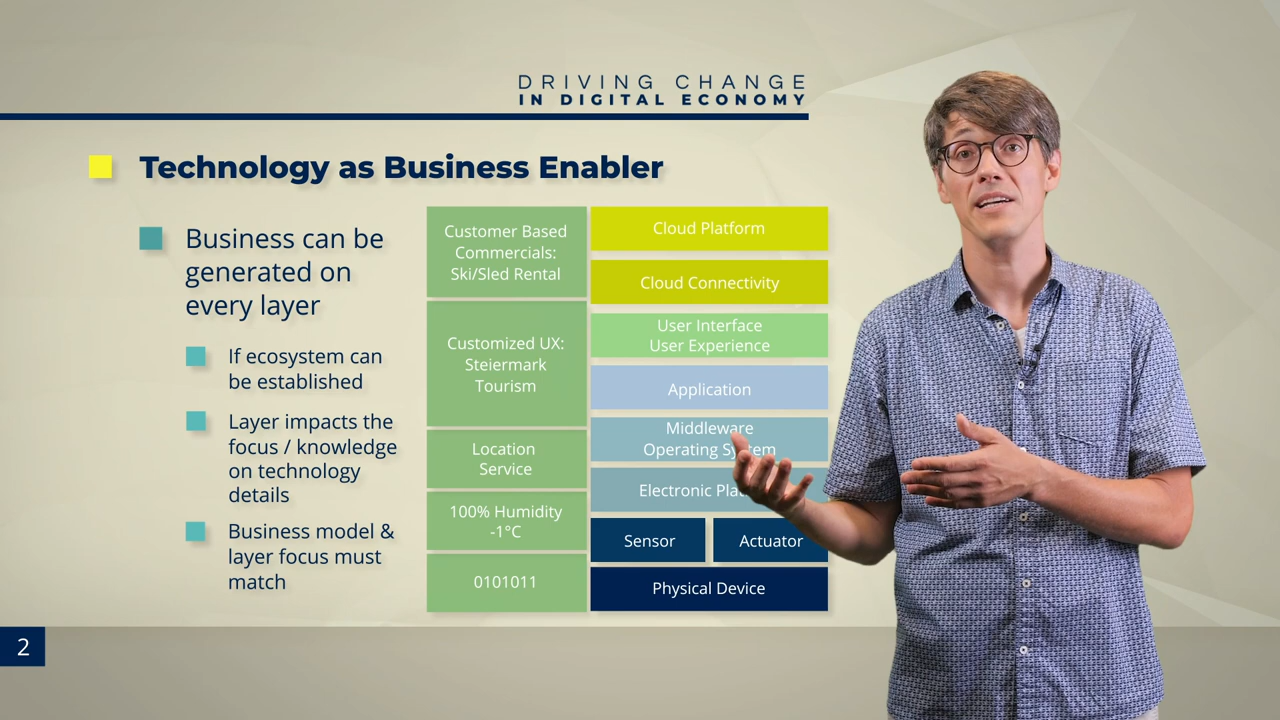 DRIVING CHANGE
IN DIGITAL ECONOMY
Technology as Business Enabler
Business can be
generated on
every layer
If ecosystem can
be established
Layer impacts the
focus / knowledge
on technology
details
Business model &
layer focus must
match
Customer Based
Commercials:
Ski/Sled Rental
Customized UX:
Steiermark
Tourism
Location
Service
100% Humidity
-1°C
0101011
Cloud Platform
Cloud Connectivity
User Interface
User Experience
Application
Middleware
Operating System
Electronic
Sensor
Actuator
Physical Device
2